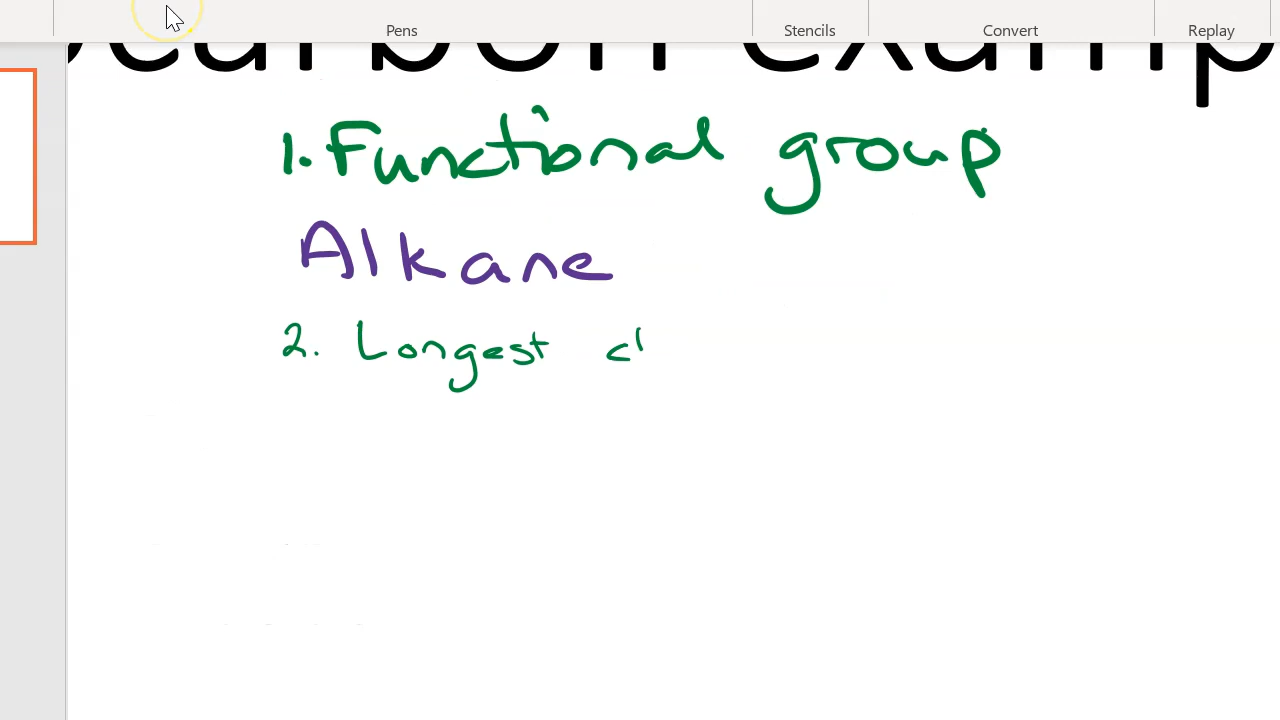 Pens Stencils Convert Replay
1. Functional group
Alkane
2. Longest